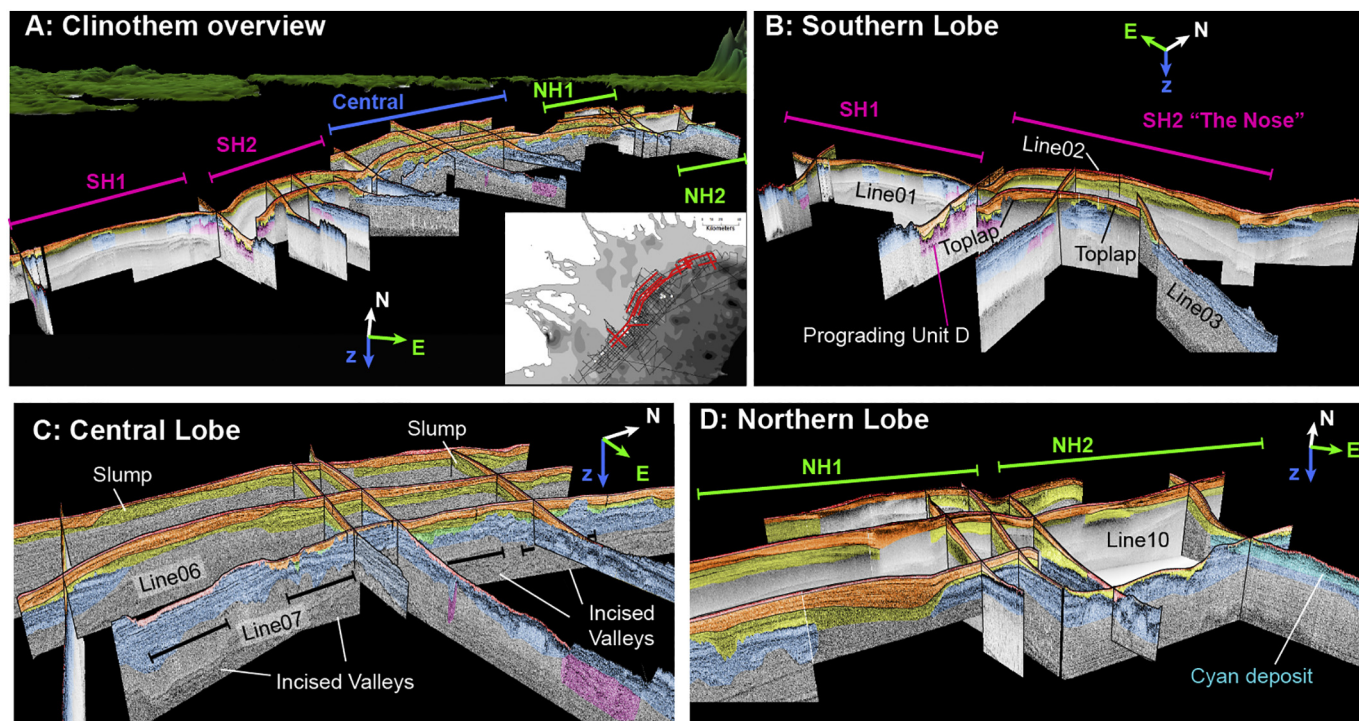 A: Clinothem overview
Central
NH1
SH2
SH1
NH2
N
E
z
Kilometers
B: Southern Lobe
E
N
z
SH1
SH2 "The Nose"
Line02
Line01
Toplap
Toplap
Line03
Prograding Unit D
C: Central Lobe
N
E
z
Slump
Slump
Line06
Line07
Incised
Valleys
Incised Valleys
D: Northern Lobe
N
E
z
NH1
NH2
Line10
Cyan deposit